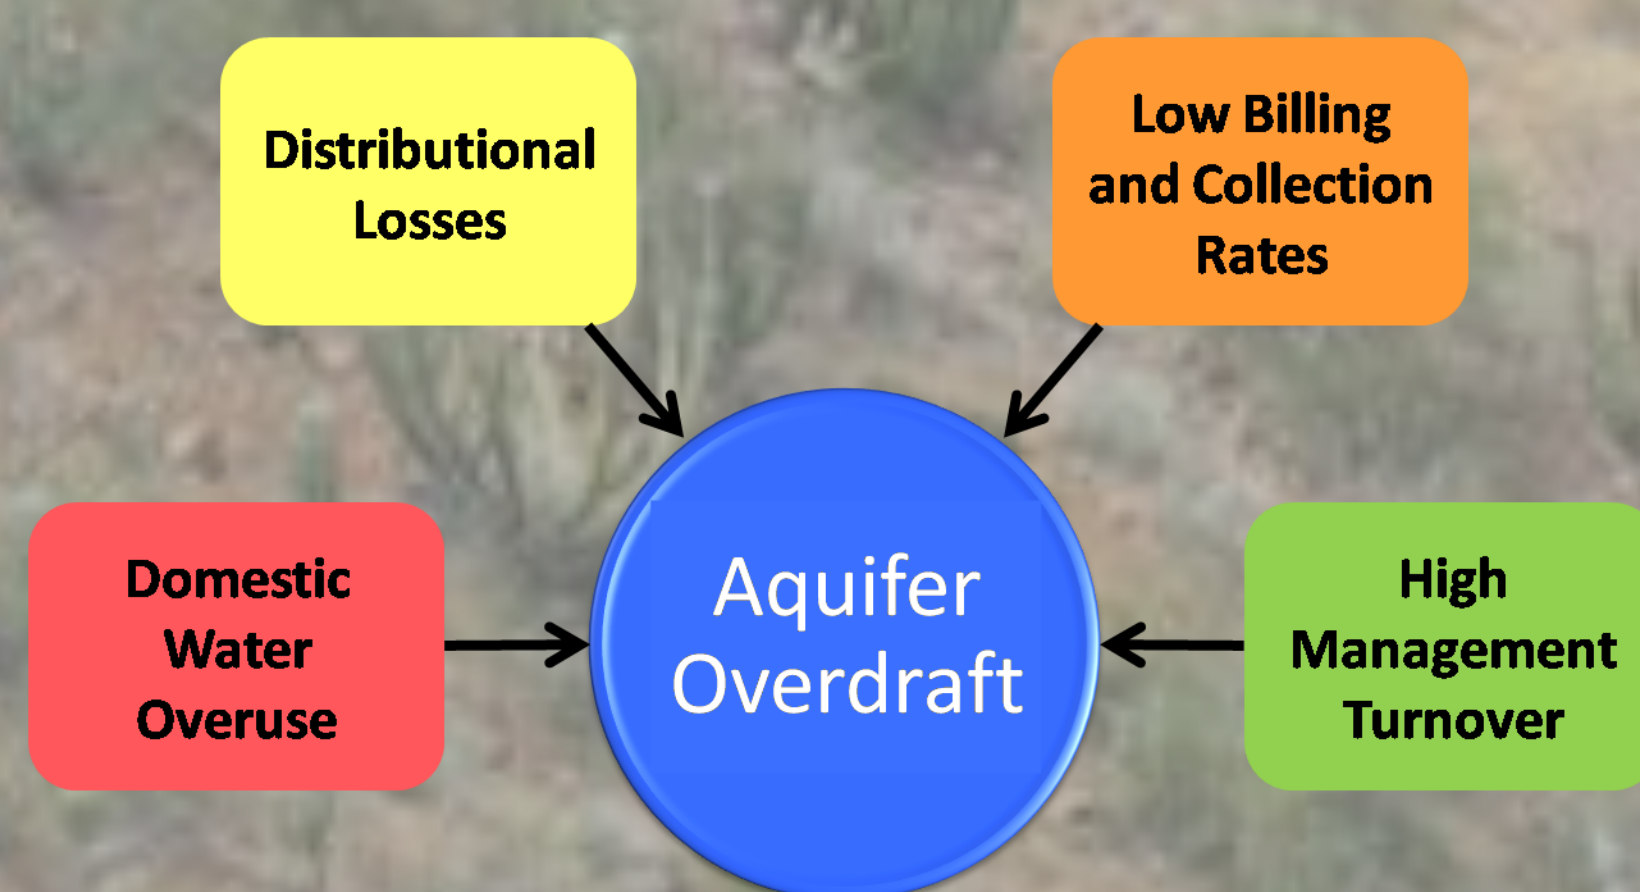 Distributional
Losses
Low Billing
and Collection
Rates
Domestic
Water
Overuse
Aquifer
Overdraft
High
Management
Turnover